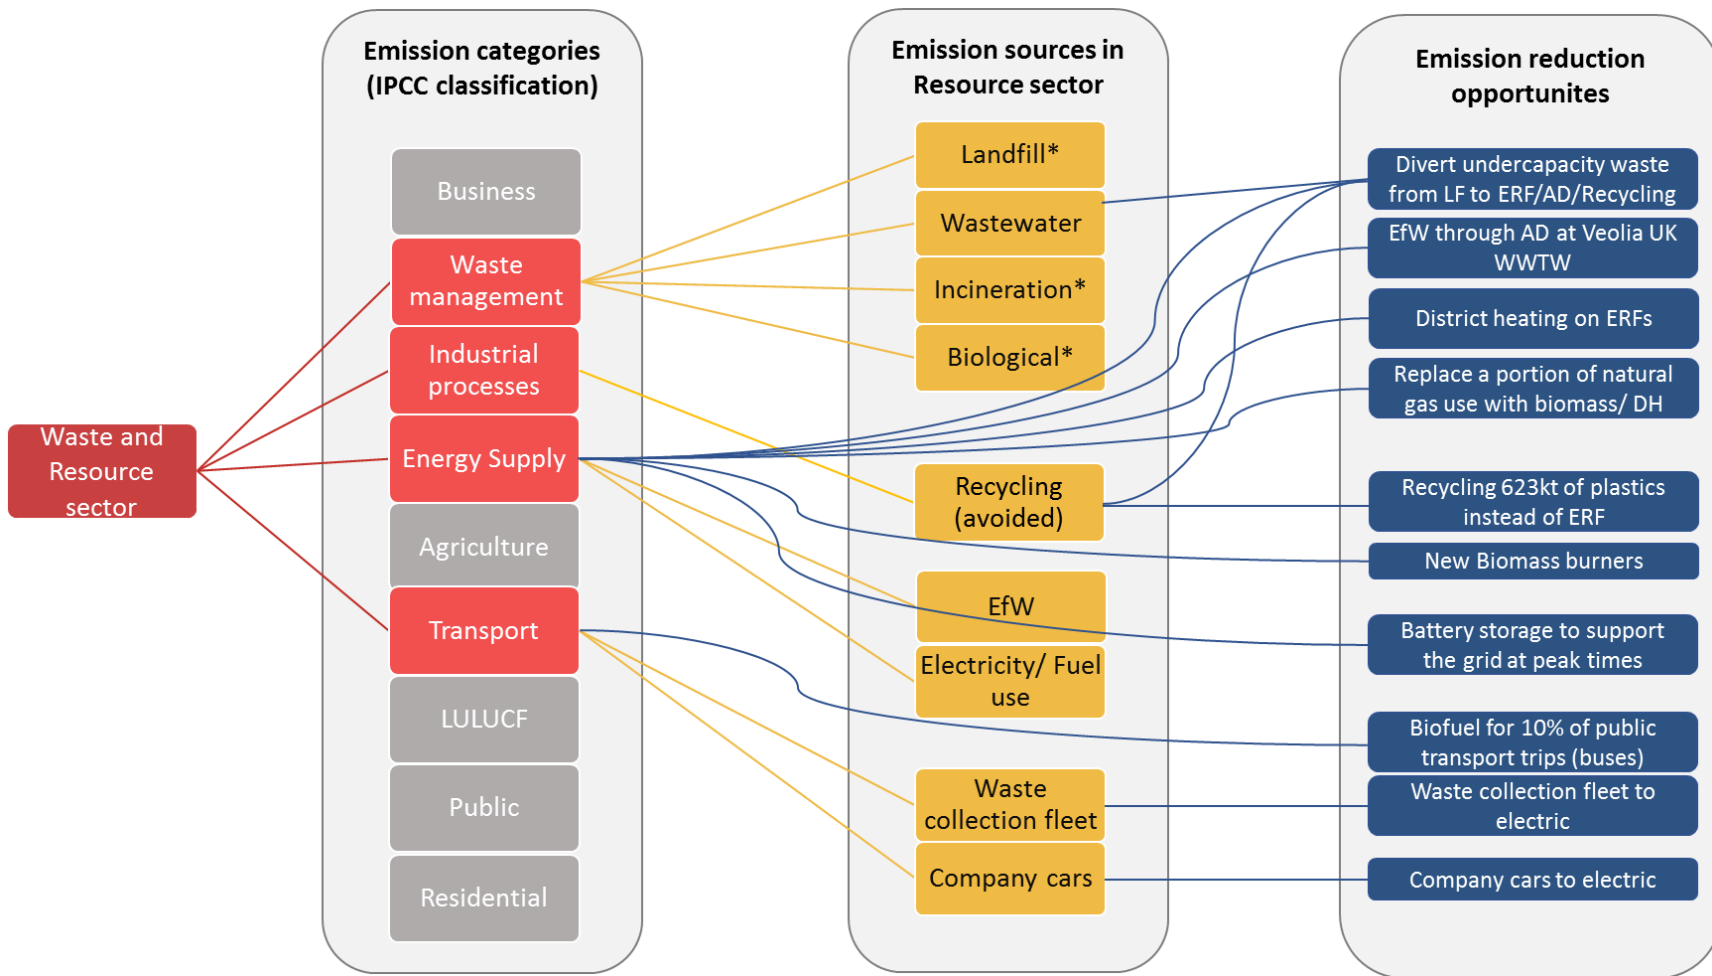 Emission categories
(IPCC classification)
Emission sources in
Resource sector
Emission reduction
opportunites
Waste and
Resource
sector
Business
Waste
management
Industrial
processes
Energy Supply
Agriculture
Transport
LULUCF
Public
Residential
Landfill*
Wastewater
Incineration*
Biological*
Recycling
(avoided)
EfW
Electricity/ Fuel
use
Waste
collection fleet
Company cars
Divert undercapacity waste
from LF to ERF/AD/Recycling
EfW through AD at Veolia UK
WWTW
District heating on ERFs
Replace a portion of natural
gas use with biomass/ DH
Recycling 623kt of plastics
instead of ERF
New Biomass burners
Battery storage to support
the grid at peak times
Biofuel for 10% of public
transport trips (buses)
Waste collection fleet to
electric
Company cars to electric